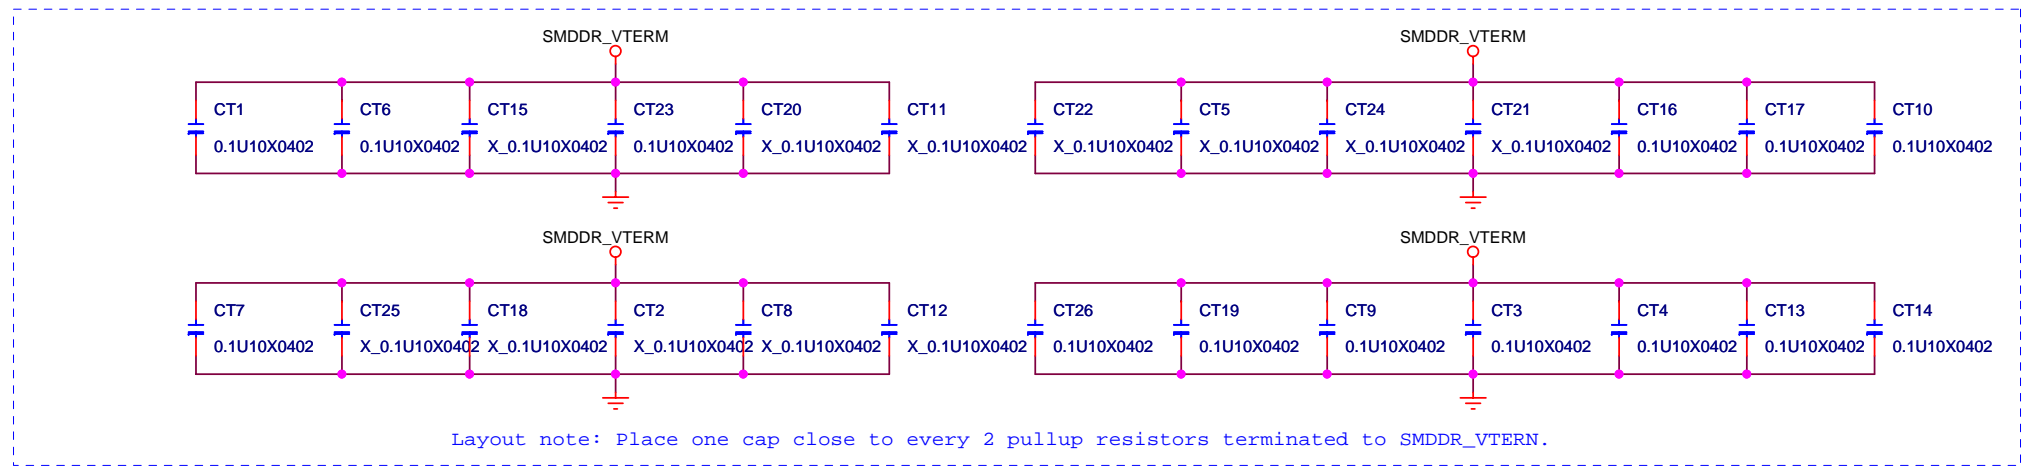 SMDDR_VTERM SMDDR_VTERM
CT1 CT6 CT15 CT23 CT20 CT11 CT22 CT5 CT24 CT21 CT16 CT17 CT10
0.1U10X0402 0.1U10X0402 X_0.1U10X0402 0.1U10X0402 X_0.1U10X0402 X_0.1U10X0402 X_0.1U10X0402 X_0.1U10X0402 X_0.1U10X0402 X_0.1U10X0402 0.1U10X0402 0.1U10X0402 0.1U10X0402
SMDDR_VTERM SMDDR_VTERM
CT7 CT25 CT18 CT2 CT8 CT12 CT26 CT19 CT9 CT3 CT4 CT13 CT14
0.1U10X0402 X_0.1U10X0402 X_0.1U10X0402 X_0.1U10X0402 X_0.1U10X0402 X_0.1U10X0402 0.1U10X0402 0.1U10X0402 0.1U10X0402 0.1U10X0402 0.1U10X0402 0.1U10X0402 0.1U10X0402
Layout note: Place one cap close to every 2 pullup resistors terminated to SMDDR_VTERN.